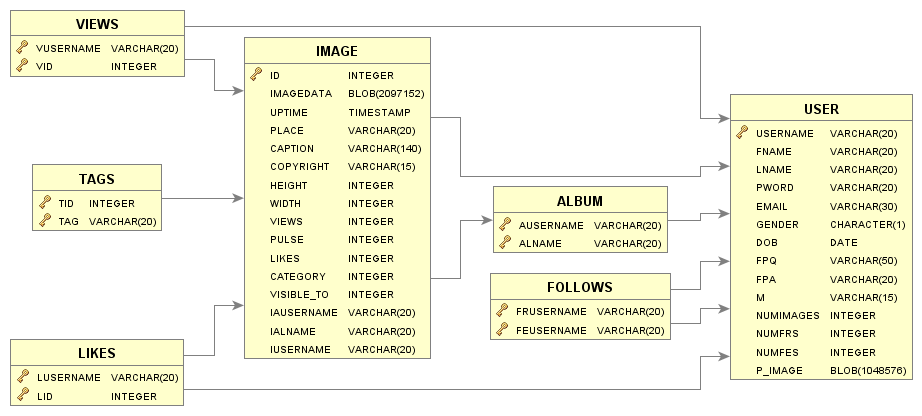 VIEWS
VUSERNAME VARCHAR(20)
VID INTEGER
IMAGE
ID INTEGER
IMAGEDATA BLOB(2097152)
UPTIME TIMESTAMP
PLACE VARCHAR(20)
CAPTION VARCHAR(140)
COPYRIGHT VARCHAR(15)
HEIGHT INTEGER
WIDTH INTEGER
VIEWS INTEGER
PULSE INTEGER
LIKES INTEGER
CATEGORY INTEGER
VISIBLE_TO INTEGER
IAUSERNAME VARCHAR(20)
IALNAME VARCHAR(20)
IUSERNAME VARCHAR(20)
TAGS
TID INTEGER
TAG VARCHAR(20)
LIKES
LUSERNAME VARCHAR(20)
LID INTEGER
ALBUM
AUSERNAME VARCHAR(20)
ALNAME VARCHAR(20)
FOLLOWS
FRUSERNAME VARCHAR(20)
FEUSERNAME VARCHAR(20)
USER
USERNAME VARCHAR(20)
FNAME VARCHAR(20)
LNAME VARCHAR(20)
PWORD VARCHAR(20)
EMAIL VARCHAR(30)
GENDER CHARACTER(1)
DOB DATE
FPQ VARCHAR(50)
FPA VARCHAR(20)
M VARCHAR(15)
NUMIMAGES INTEGER
NUMFRS INTEGER
NUMFES INTEGER
P_IMAGE BLOB(1048576)